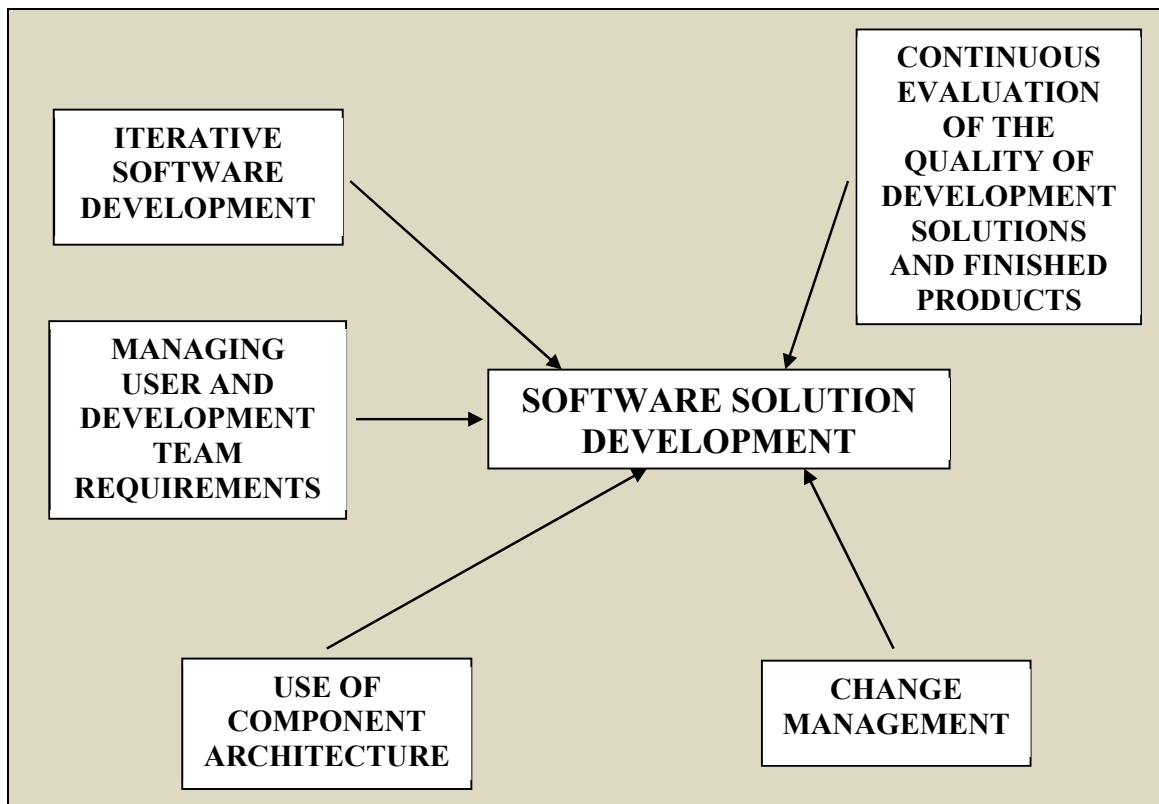 ITERATIVE
SOFTWARE
DEVELOPMENT
CONTINUOUS
EVALUATION
OF THE
QUALITY OF
DEVELOPMENT
SOLUTIONS
AND FINISHED
PRODUCTS
MANAGING
USER AND
DEVELOPMENT
TEAM
REQUIREMENTS
SOFTWARE SOLUTION
DEVELOPMENT
USE OF
COMPONENT
ARCHITECTURE
CHANGE
MANAGEMENT